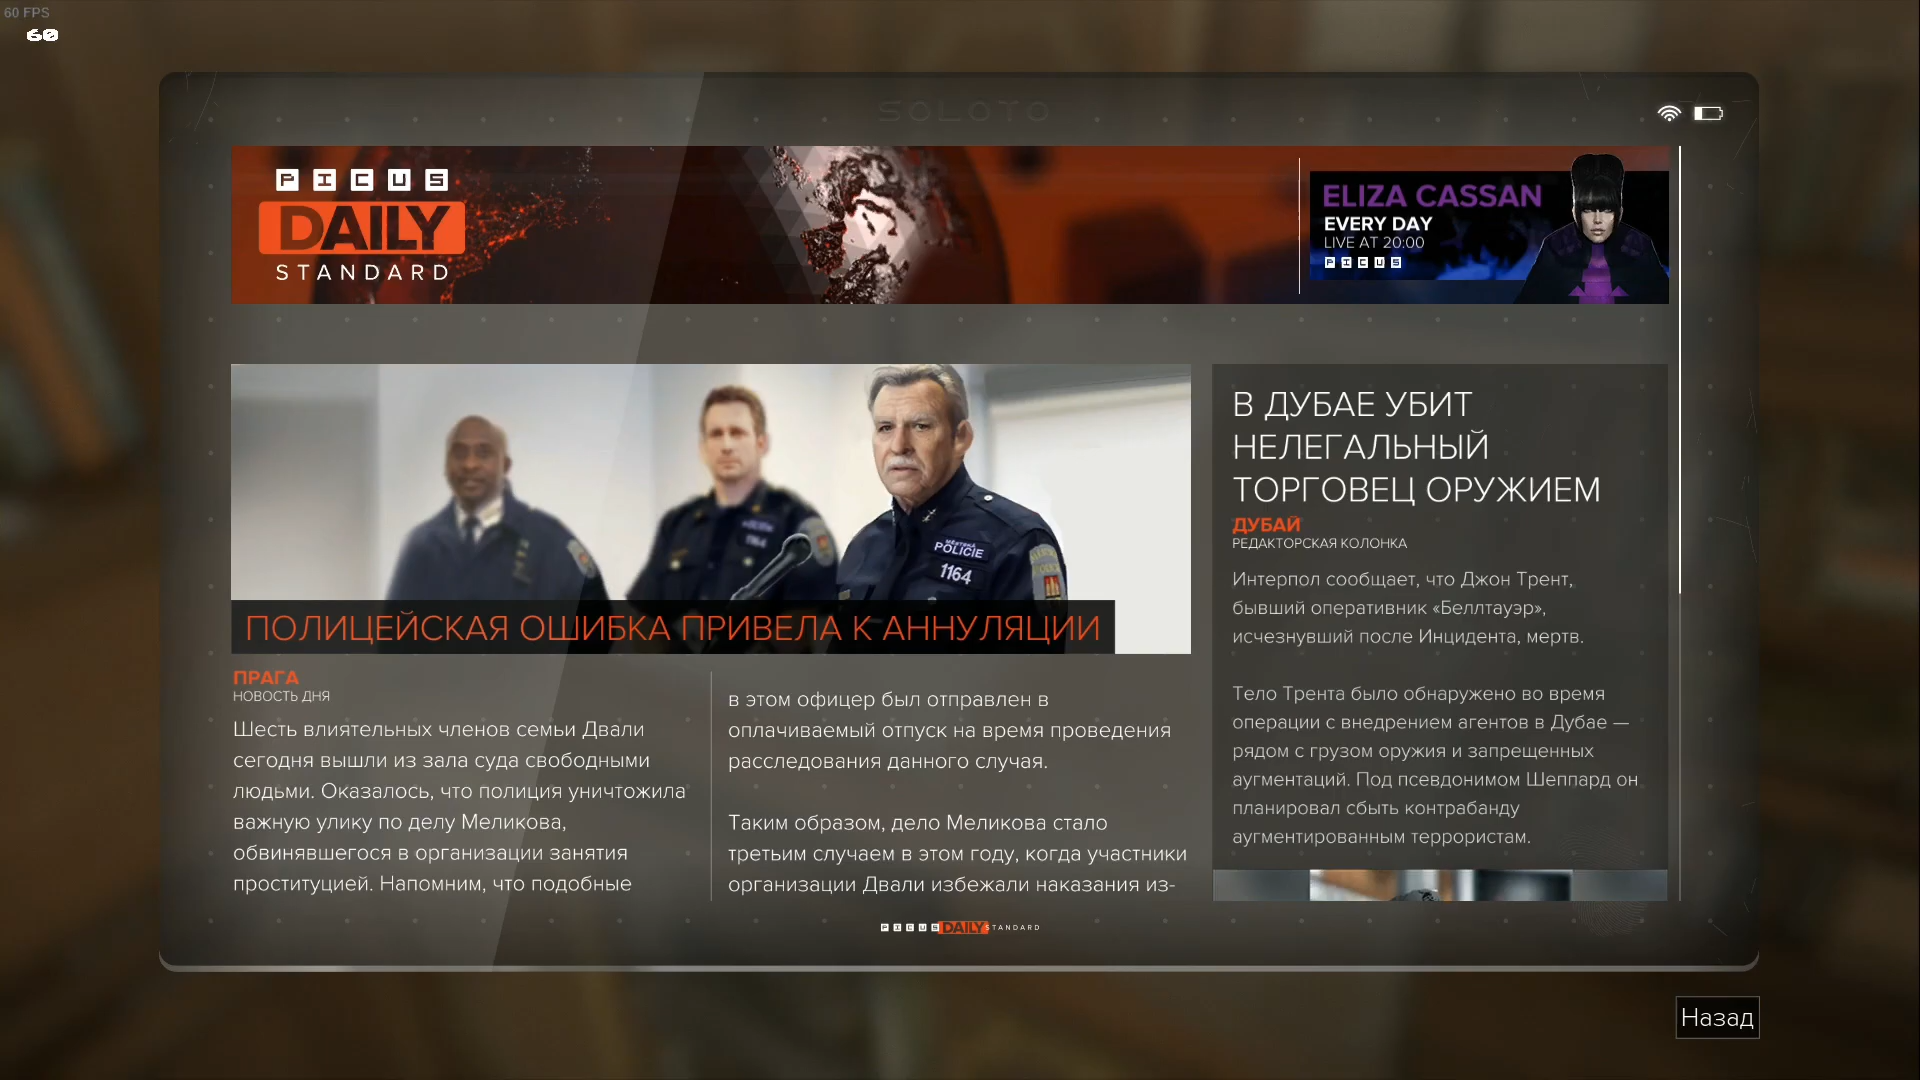 60 FPS
60
SOLOTO
PICUS
DAILY
STANDARD
ELIZA CASSAN
EVERY DAY
LIVE AT 20:00
PICUS
MĚSTSKÁ
POLICIE
1164
1164
ПОЛИЦЕЙСКАЯ ОШИБКА ПРИВЕЛА К АННУЛЯЦИИ
ПРАГА
НОВОСТЬ ДНЯ
Шесть влиятельных членов семьи Двали
сегодня вышли из зала суда свободными
людьми. Оказалось, что полиция уничтожила
важную улику по делу Меликова,
обвинявшегося в организации занятия
проституцией. Напомним, что подобные
в этом офицер был отправлен в
оплачиваемый отпуск на время проведения
расследования данного случая.
Таким образом, дело Меликова стало
третьим случаем в этом году, когда участники
организации Двали избежали наказания из-
В ДУБАЕ УБИТ
НЕЛЕГАЛЬНЫЙ
ТОРГОВЕЦ ОРУЖИЕМ
ДУБАЙ
РЕДАКТОРСКАЯ КОЛОНКА
Интерпол сообщает, что Джон Трент,
бывший оперативник «Беллтауэр»,
исчезнувший после Инцидента, мертв.
Тело Трента было обнаружено во время
операции с внедрением агентов в Дубае —
рядом с грузом оружия и запрещенных
аугментаций. Под псевдонимом Шеппард он
планировал сбыть контрабанду
аугментированным террористам.
PICUS DAILY STANDARD
Назад